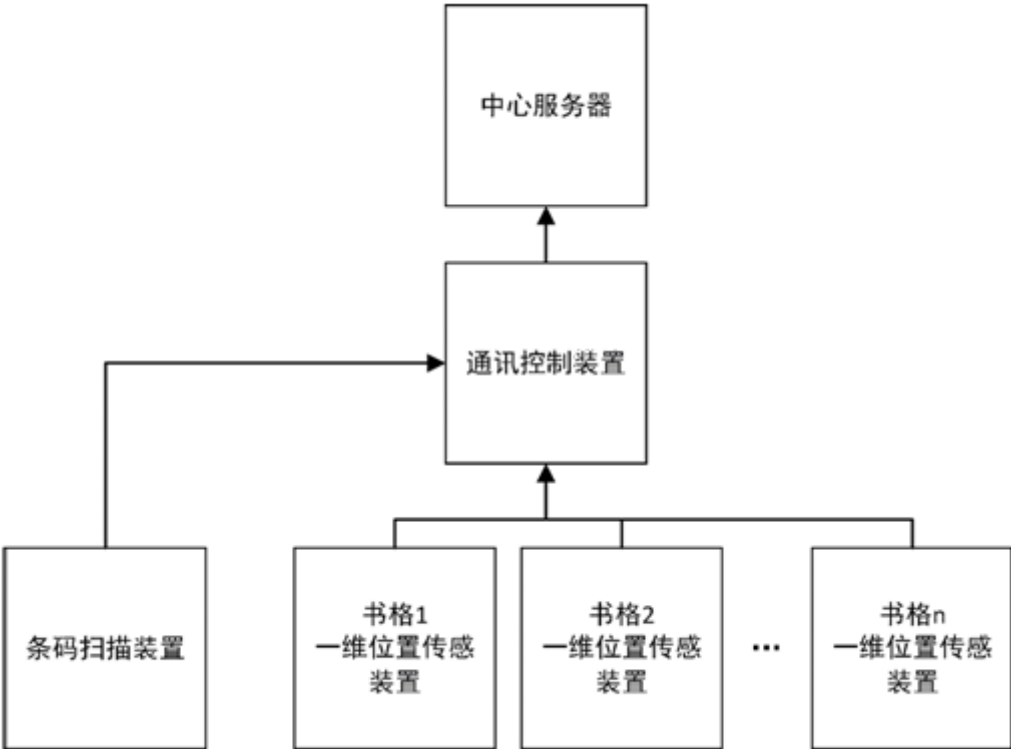 中心服务器
通讯控制装置
条码扫描装置
书格1
一维位置传感
装置
书格2
一维位置传感
装置
...
书格n
一维位置传感
装置